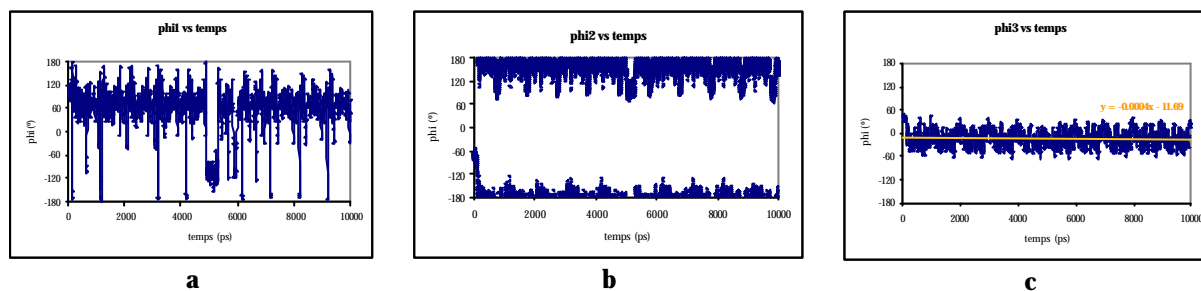 phi1 vs temps
180
120
60
0
-60
-120
-180
phi (º)
0 2000 4000 6000 8000 10000
temps (ps)
a
phi2 vs temps
180
120
60
0
-60
-120
-180
phi (º)
0 2000 4000 6000 8000 10000
temps (ps)
b
phi3 vs temps
180
120
60
0
-60
-120
-180
phi (º)
y = -0.0004x - 11.69
0 2000 4000 6000 8000 10000
temps (ps)
c